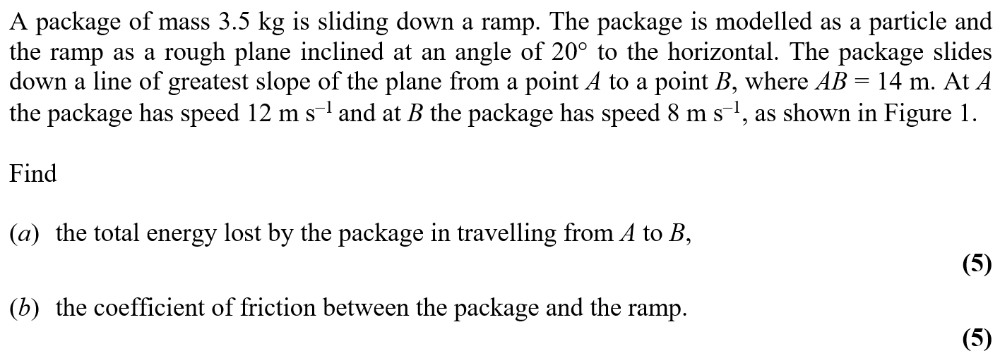 A package of mass 3.5 kg is sliding down a ramp. The package is modelled as a particle and
the ramp as a rough plane inclined at an angle of 20° to the horizontal. The package slides
down a line of greatest slope of the plane from a point A to a point B, where AB = 14 m. At A
the package has speed 12 m s⁻¹ and at B the package has speed 8 m s⁻¹, as shown in Figure 1.
Find
(a) the total energy lost by the package in travelling from A to B,
(5)
(b) the coefficient of friction between the package and the ramp.
(5)